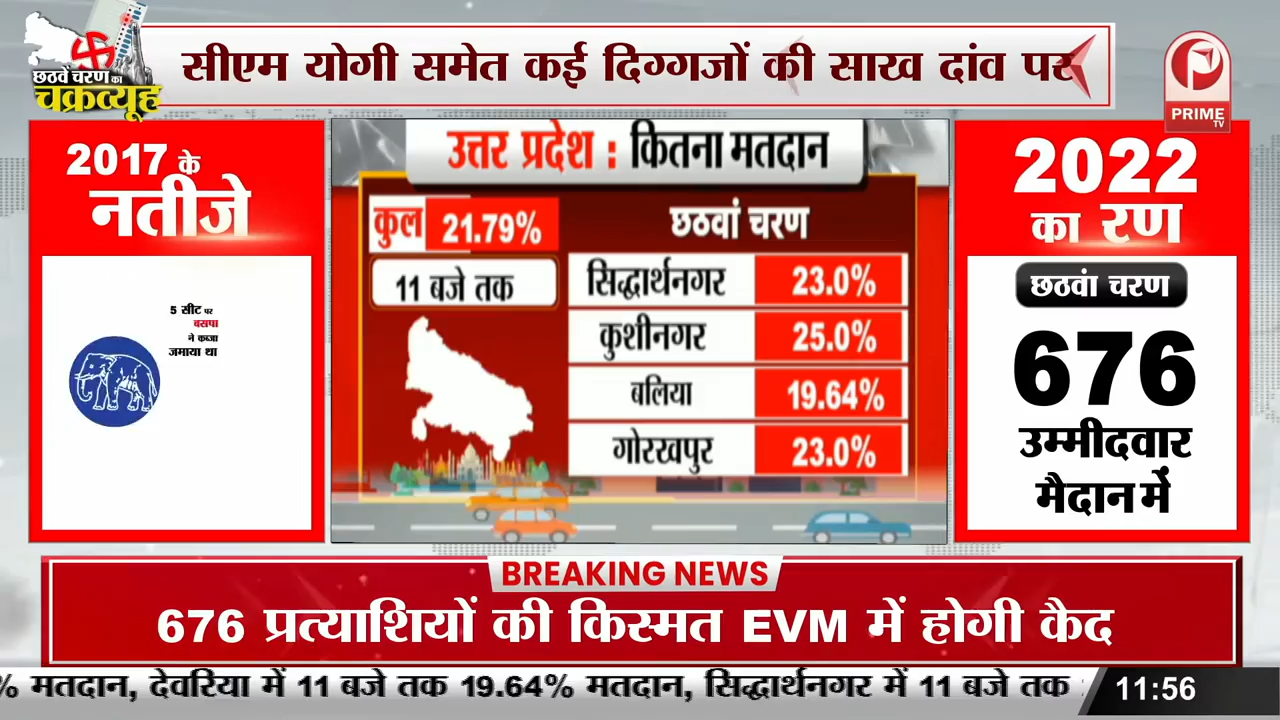 छठवें चरण का
चक्रव्यूह
सीएम योगी समेत कई दिग्गजों की साख दांव पर
PRIME
TV
2017 के
नतीजे
5 सीट पर
बसपा
ने कब्जा
जमाया था
उत्तर प्रदेश : कितना मतदान
कुल 21.79%
11 बजे तक
छठवां चरण
सिद्धार्थनगर 23.0%
कुशीनगर 25.0%
बलिया 19.64%
गोरखपुर 23.0%
2022
का रण
छठवां चरण
676
उम्मीदवार
मैदान में
BREAKING NEWS
676 प्रत्याशियों की किस्मत EVM में होगी कैद
% मतदान, देवरिया में 11 बजे तक 19.64% मतदान, सिद्धार्थनगर में 11 बजे तक
11:56